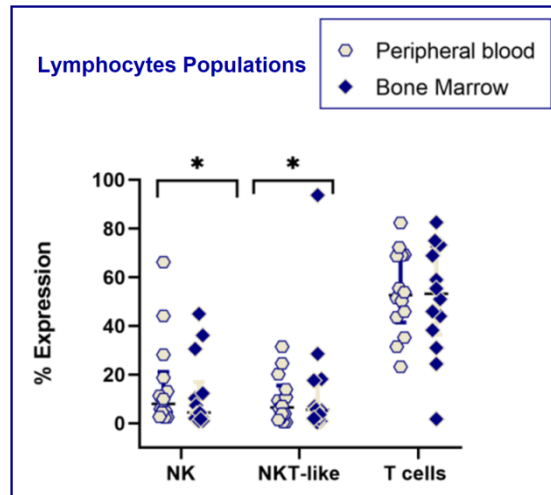 Lymphocytes Populations
Peripheral blood
Bone Marrow
* *
100
80
60
40
20
0
% Expression
NK NKT-like T cells